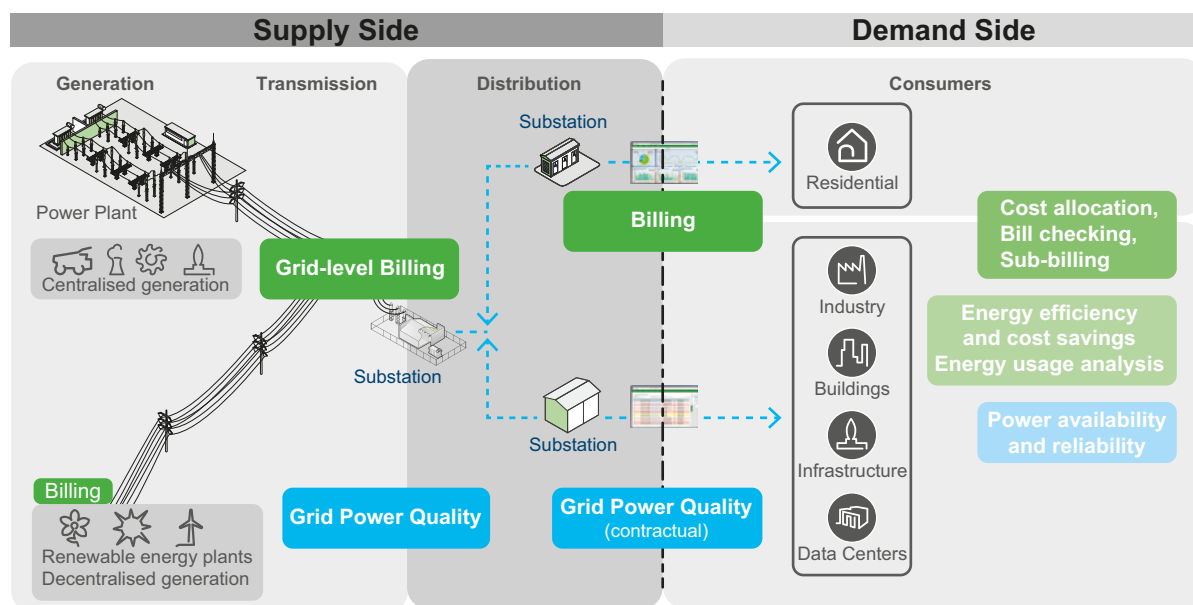 Supply Side
Demand Side
Generation
Transmission
Distribution
Consumers
Substation
Residential
Power Plant
Billing
Cost allocation,
Bill checking,
Sub-billing
Grid-level Billing
Centralised generation
Industry
Energy efficiency
and cost savings
Energy usage analysis
Substation
Buildings
Substation
Power availability
and reliability
Infrastructure
Billing
Grid Power Quality
Grid Power Quality
(contractual)
Data Centers
Renewable energy plants
Decentralised generation